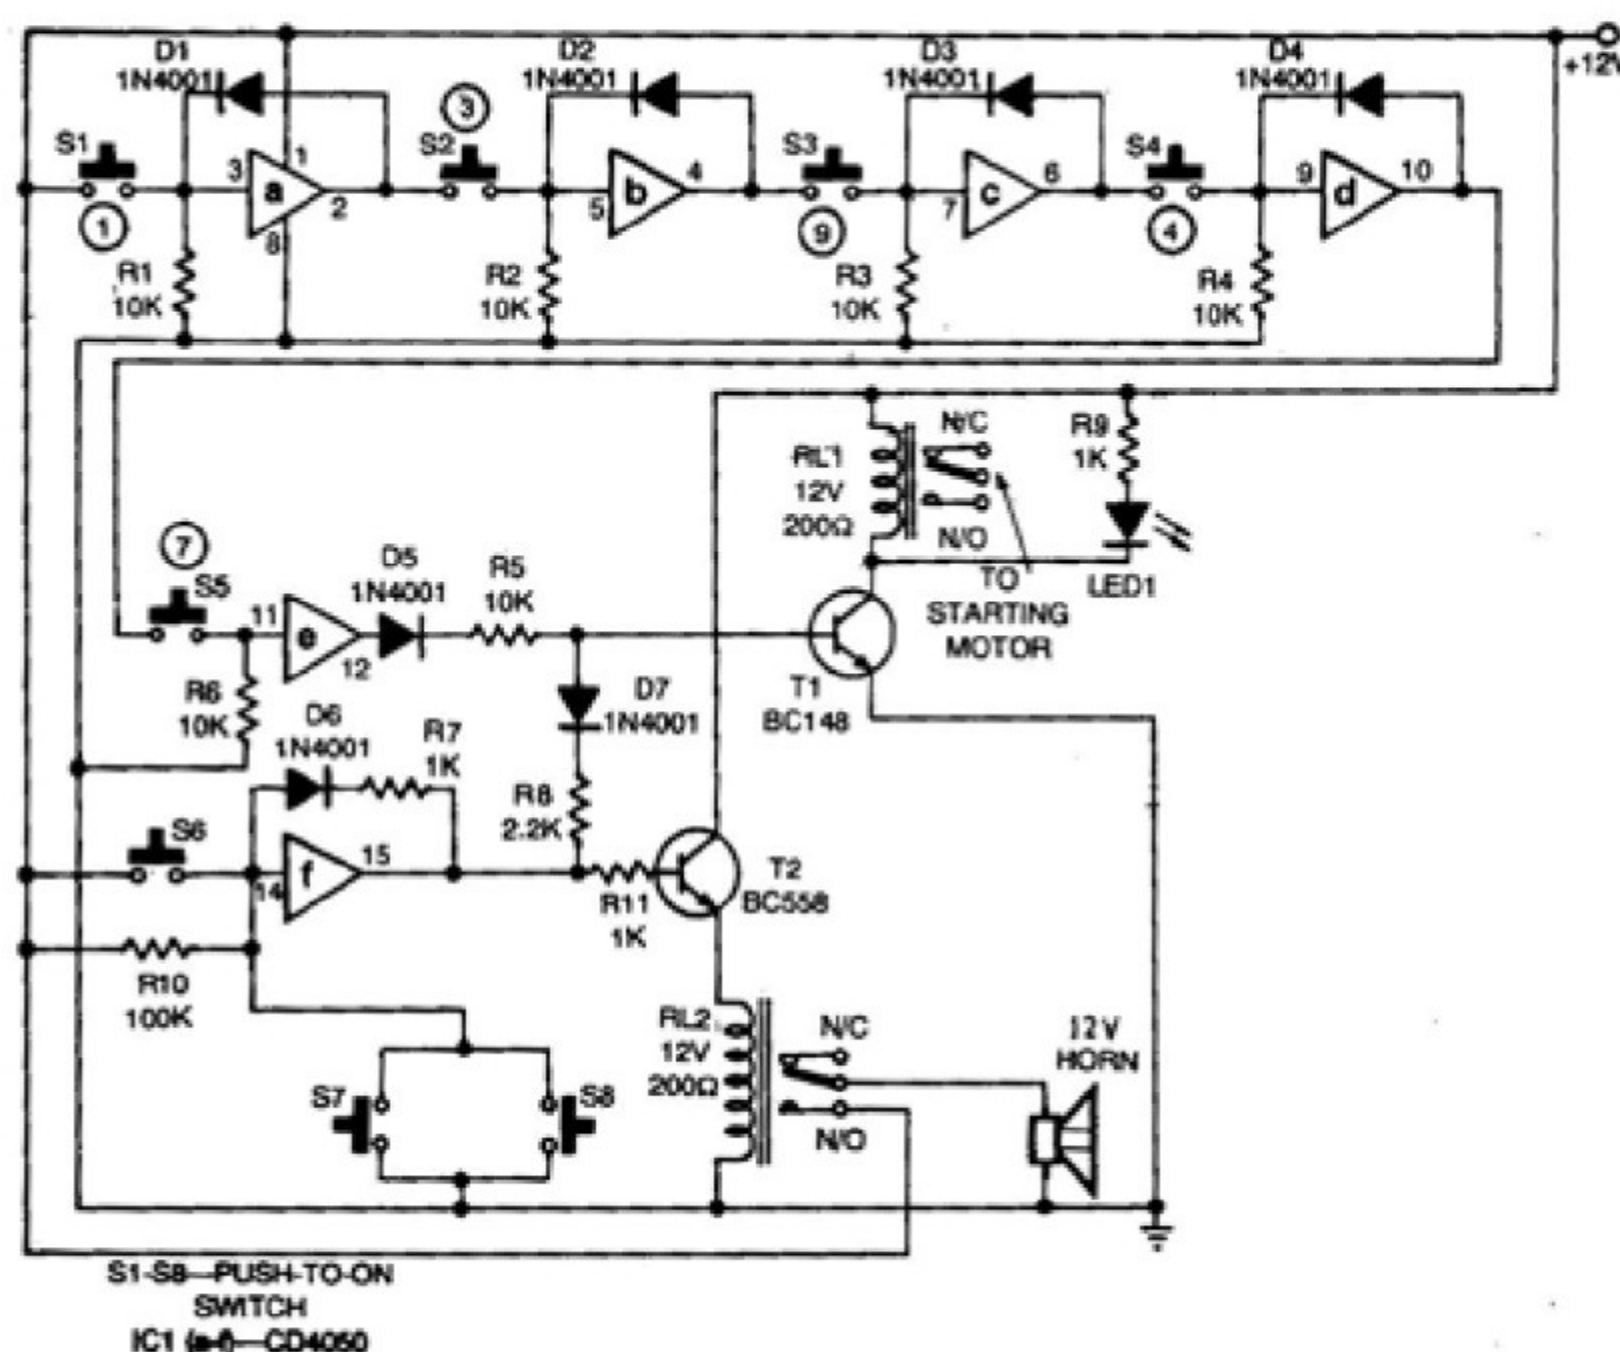 D1
1N4001
D2
1N4001
D3
1N4001
D4
1N4001
+12V
S1
3
1
a
2
8
1
S2
3
5
b
4
S3
9
7
c
6
S4
4
9
d
10
R1
10K
R2
10K
R3
10K
R4
10K
RL1
12V
200Ω
N/C
N/O
R9
1K
LED1
TO
STARTING
MOTOR
7
S5
11
e
12
D5
1N4001
R5
10K
T1
BC148
R6
10K
D6
1N4001
R7
1K
D7
1N4001
R8
2.2K
S6
14
f
15
R11
1K
T2
BC558
R10
100K
S7
S8
RL2
12V
200Ω
N/C
N/O
12V
HORN
S1-S8—PUSH-TO-ON
SWITCH
IC1 (a-f)—CD4050